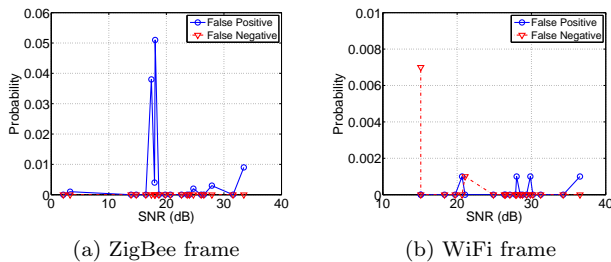 0.06
0.05
0.04
0.03
0.02
0.01
0
0 10 20 30 40
Probability
SNR (dB)
False Positive
False Negative
(a) ZigBee frame
0.01
0.008
0.006
0.004
0.002
0
10 20 30 40
Probability
SNR (dB)
False Positive
False Negative
(b) WiFi frame